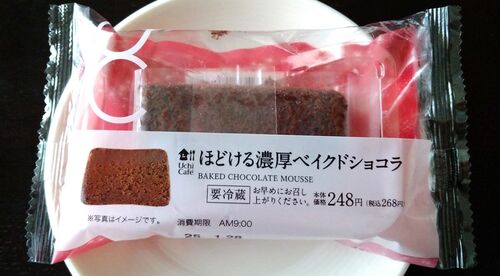 Uchi
Café
ほどける濃厚ベイクドショコラ
BAKED CHOCOLATE MOUSSE
要冷蔵
お早めにお召し
上がりください。
本体
価格 248円 (税込268円)
※写真はイメージです。
消費期限 AM9:00